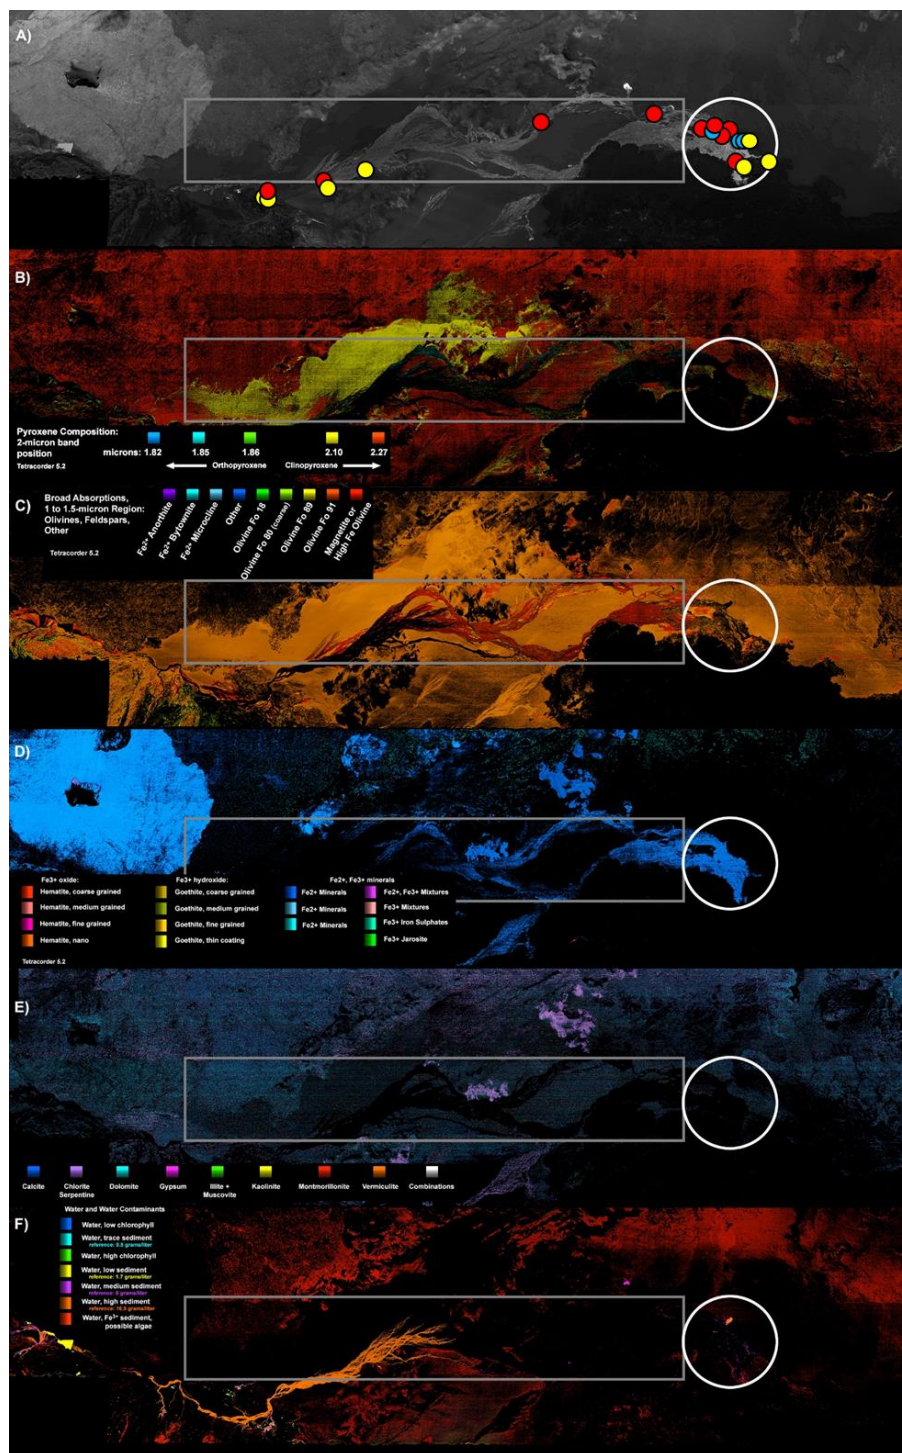 A)
B)
Pyroxene Composition:
2-micron band
position
microns: 1.82 1.85 1.86 2.10 2.27
Orthopyroxene Clinopyroxene
Tetracorder 5.2
C)
Broad Absorptions,
1 to 1.5-micron Region:
Olivines, Feldspars,
Other
Tetracorder 5.2
Fe2+ Anorthite
Fe2+ Bytownite
Fe2+ Microcline
Other
Olivine Fo 18
Olivine Fo 80 (coarse)
Olivine Fo 89
Olivine Fo 91
Magnetite or
High Fe Olivine
D)
Fe3+ oxide: Fe3+ hydroxide: Fe2+, Fe3+ minerals
Hematite, coarse grained Goethite, coarse grained Fe2+ Minerals Fe2+, Fe3+ Mixtures
Hematite, medium grained Goethite, medium grained Fe2+ Minerals Fe3+ Mixtures
Hematite, fine grained Goethite, fine grained Fe2+ Minerals Fe3+ Iron Sulphates
Hematite, nano Goethite, thin coating Fe3+ Jarosite
Tetracorder 5.2
E)
Calcite Chlorite Dolomite Gypsum Illite + Kaolinite Montmorillonite Vermiculite Combinations
Serpentine Muscovite
F)
Water and Water Contaminants
Water, low chlorophyll
Water, trace sediment
reference: 0.5 grams/liter
Water, high chlorophyll
Water, low sediment
reference: 1.7 grams/liter
Water, medium sediment
Water, high sediment
reference: 16.5 grams/liter
Water, Fe3+ sediment,
possible algae